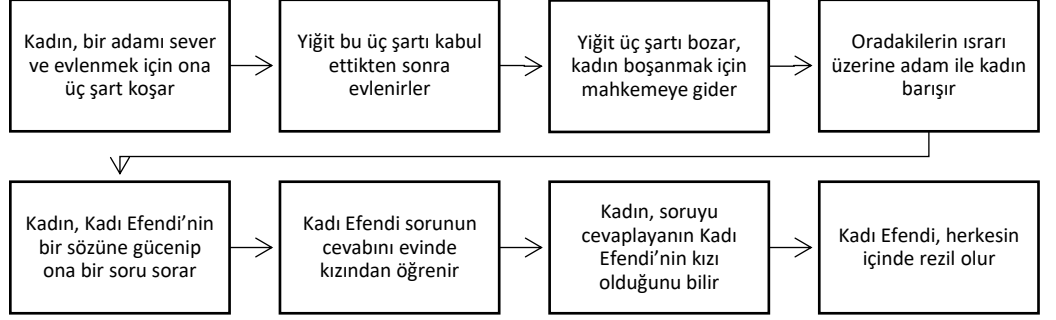 Kadın, bir adamı sever
ve evlenmek için ona
üç şart koşar
Yiğit bu üç şartı kabul
ettikten sonra
evlenirler
Yiğit üç şartı bozar,
kadın boşanmak için
mahkemeye gider
Oradakilerin ısrarı
üzerine adam ile kadın
barışır
Kadın, Kadı Efendi’nin
bir sözüne gücenip
ona bir soru sorar
Kadı Efendi sorunun
cevabını evinde
kızından öğrenir
Kadın, soruyu
cevaplayanın Kadı
Efendi’nin kızı
olduğunu bilir
Kadı Efendi, herkesin
içinde rezil olur